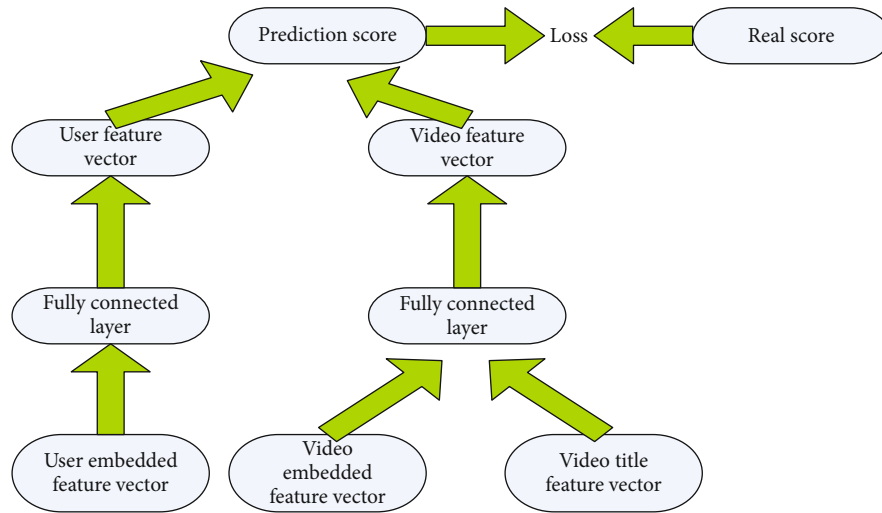 Prediction score
Loss
Real score
User feature
vector
Video feature
vector
Fully connected
layer
Fully connected
layer
User embedded
feature vector
Video
embedded
feature vector
Video title
feature vector